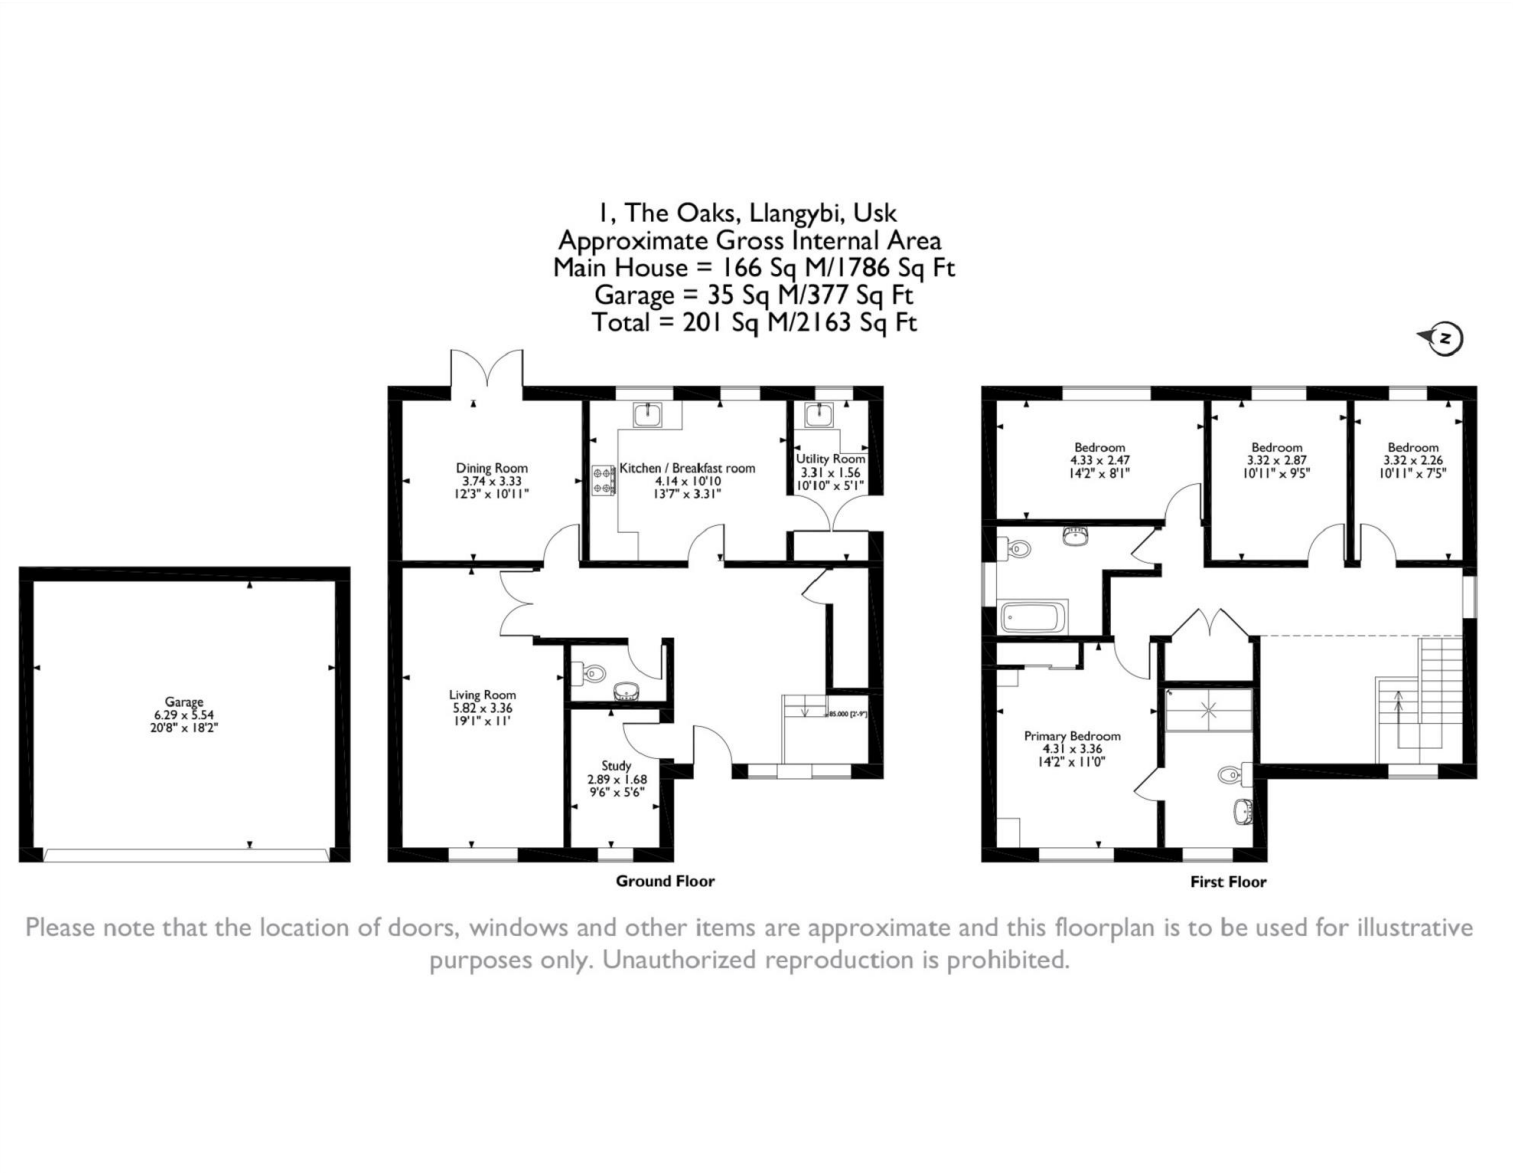 1, The Oaks, Llangybi, Usk
Approximate Gross Internal Area
Main House = 166 Sq M/1786 Sq Ft
Garage = 35 Sq M/377 Sq Ft
Total = 201 Sq M/2163 Sq Ft
N
Dining Room
3.74 x 3.33
12'3" x 10'11"
Kitchen / Breakfast room
4.14 x 10'10
13'7" x 3.31"
Utility Room
3.31 x 1.56
10'10" x 5'1"
Bedroom
4.33 x 2.47
14'2" x 8'1"
Bedroom
3.32 x 2.87
10'11" x 9'5"
Bedroom
3.32 x 2.26
10'11" x 7'5"
Garage
6.29 x 5.54
20'8" x 18'2"
Living Room
5.82 x 3.36
19'1" x 11'
Study
2.89 x 1.68
9'6" x 5'6"
85.000 [2'-9"]
Primary Bedroom
4.31 x 3.36
14'2" x 11'0"
Ground Floor
First Floor
Please note that the location of doors, windows and other items are approximate and this floorplan is to be used for illustrative
purposes only. Unauthorized reproduction is prohibited.